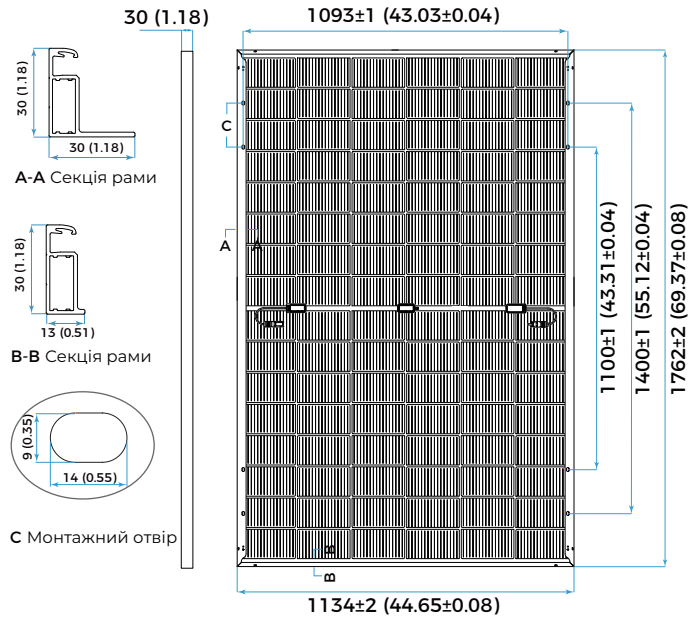 30 (1.18)
1093±1 (43.03±0.04)
30 (1.18)
30 (1.18)
A-A Секція рами
C
A
A
30 (1.18)
13 (0.51)
B-B Секція рами
9 (0.35)
14 (0.55)
C Монтажний отвір
1100±1 (43.31±0.04)
1400±1 (55.12±0.04)
1762±2 (69.37±0.08)
B
B
1134±2 (44.65±0.08)